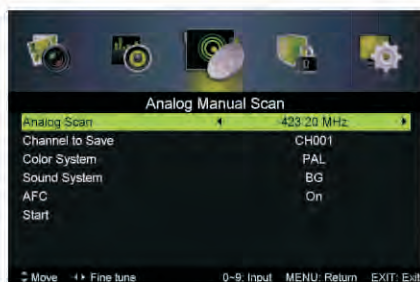 Analog Manual Scan
Analog Scan 423.20 MHz
Channel to Save CH001
Color System PAL
Sound System BG
AFC On
Start
Move Fine tune 0~9: Input MENU: Return EXIT: Exit